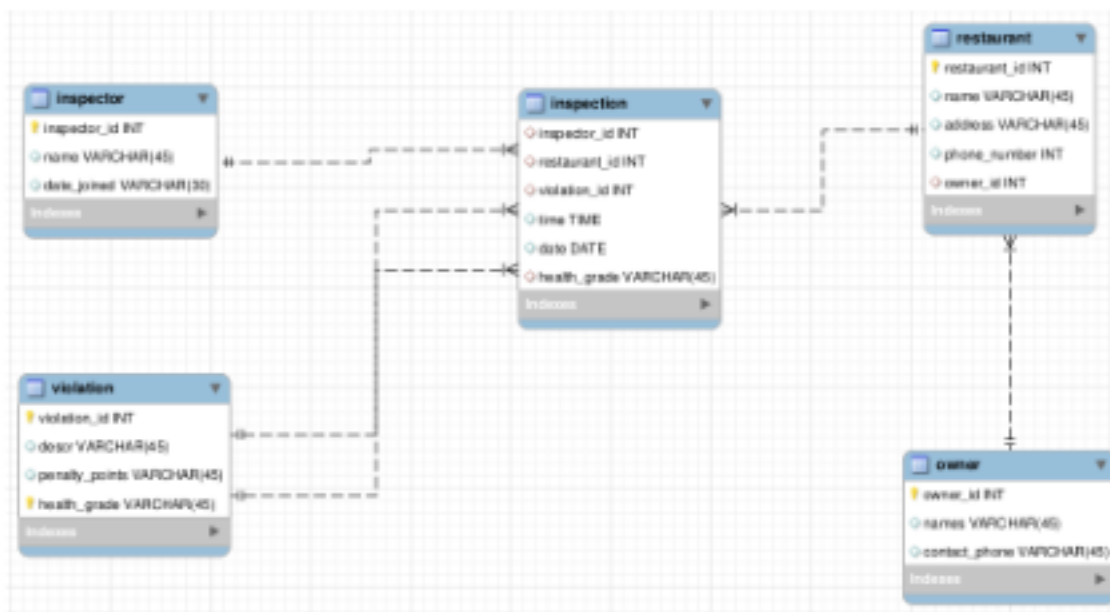 inspector
inspector_id INT
name VARCHAR(45)
date_joined VARCHAR(30)
Indexes
inspection
inspector_id INT
restaurant_id INT
violation_id INT
time TIME
date DATE
health_grade VARCHAR(45)
Indexes
restaurant
restaurant_id INT
name VARCHAR(45)
address VARCHAR(45)
phone_number INT
owner_id INT
Indexes
violation
violation_id INT
descr VARCHAR(45)
penalty_points VARCHAR(45)
health_grade VARCHAR(45)
Indexes
owner
owner_id INT
names VARCHAR(45)
contact_phone VARCHAR(45)
Indexes